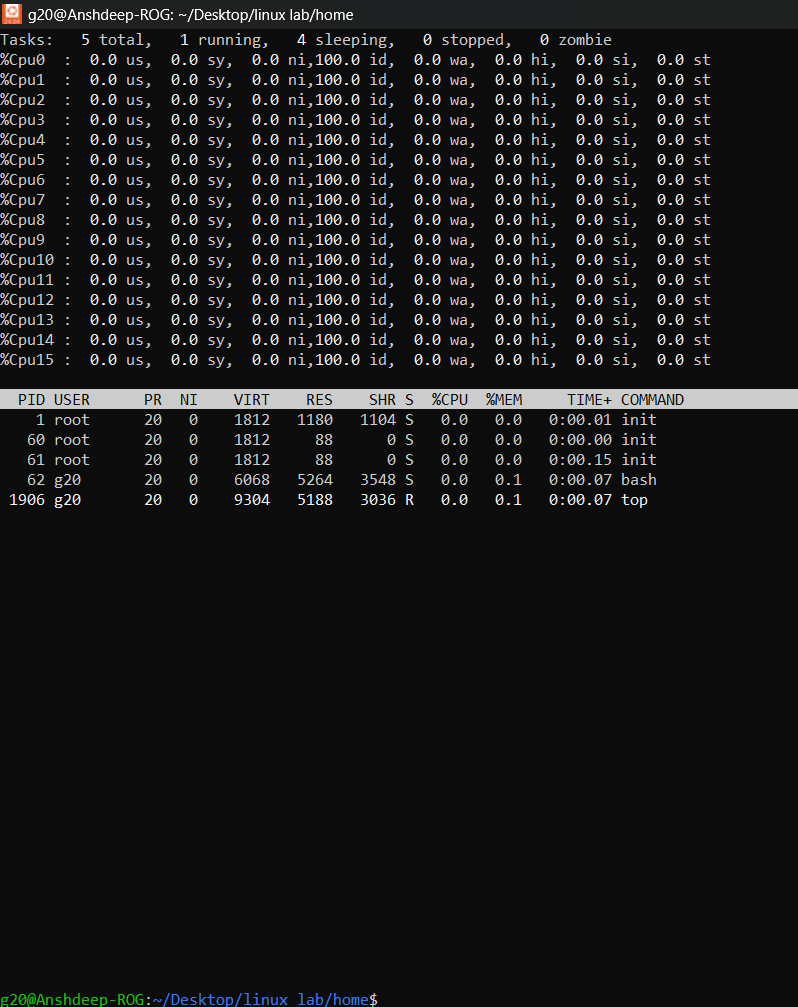 g20@Anshdeep-ROG: ~/Desktop/linux lab/home
Tasks:   5 total,   1 running,   4 sleeping,   0 stopped,   0 zombie
%Cpu0  :  0.0 us,  0.0 sy,  0.0 ni,100.0 id,  0.0 wa,  0.0 hi,  0.0 si,  0.0 st
%Cpu1  :  0.0 us,  0.0 sy,  0.0 ni,100.0 id,  0.0 wa,  0.0 hi,  0.0 si,  0.0 st
%Cpu2  :  0.0 us,  0.0 sy,  0.0 ni,100.0 id,  0.0 wa,  0.0 hi,  0.0 si,  0.0 st
%Cpu3  :  0.0 us,  0.0 sy,  0.0 ni,100.0 id,  0.0 wa,  0.0 hi,  0.0 si,  0.0 st
%Cpu4  :  0.0 us,  0.0 sy,  0.0 ni,100.0 id,  0.0 wa,  0.0 hi,  0.0 si,  0.0 st
%Cpu5  :  0.0 us,  0.0 sy,  0.0 ni,100.0 id,  0.0 wa,  0.0 hi,  0.0 si,  0.0 st
%Cpu6  :  0.0 us,  0.0 sy,  0.0 ni,100.0 id,  0.0 wa,  0.0 hi,  0.0 si,  0.0 st
%Cpu7  :  0.0 us,  0.0 sy,  0.0 ni,100.0 id,  0.0 wa,  0.0 hi,  0.0 si,  0.0 st
%Cpu8  :  0.0 us,  0.0 sy,  0.0 ni,100.0 id,  0.0 wa,  0.0 hi,  0.0 si,  0.0 st
%Cpu9  :  0.0 us,  0.0 sy,  0.0 ni,100.0 id,  0.0 wa,  0.0 hi,  0.0 si,  0.0 st
%Cpu10 :  0.0 us,  0.0 sy,  0.0 ni,100.0 id,  0.0 wa,  0.0 hi,  0.0 si,  0.0 st
%Cpu11 :  0.0 us,  0.0 sy,  0.0 ni,100.0 id,  0.0 wa,  0.0 hi,  0.0 si,  0.0 st
%Cpu12 :  0.0 us,  0.0 sy,  0.0 ni,100.0 id,  0.0 wa,  0.0 hi,  0.0 si,  0.0 st
%Cpu13 :  0.0 us,  0.0 sy,  0.0 ni,100.0 id,  0.0 wa,  0.0 hi,  0.0 si,  0.0 st
%Cpu14 :  0.0 us,  0.0 sy,  0.0 ni,100.0 id,  0.0 wa,  0.0 hi,  0.0 si,  0.0 st
%Cpu15 :  0.0 us,  0.0 sy,  0.0 ni,100.0 id,  0.0 wa,  0.0 hi,  0.0 si,  0.0 st
  PID USER      PR  NI    VIRT    RES    SHR S  %CPU  %MEM     TIME+ COMMAND
    1 root      20   0    1812   1180   1104 S   0.0   0.0   0:00.01 init
   60 root      20   0    1812     88      0 S   0.0   0.0   0:00.00 init
   61 root      20   0    1812     88      0 S   0.0   0.0   0:00.15 init
   62 g20       20   0    6068   5264   3548 S   0.0   0.1   0:00.07 bash
 1906 g20       20   0    9304   5188   3036 R   0.0   0.1   0:00.07 top
g20@Anshdeep-ROG:~/Desktop/linux lab/home$